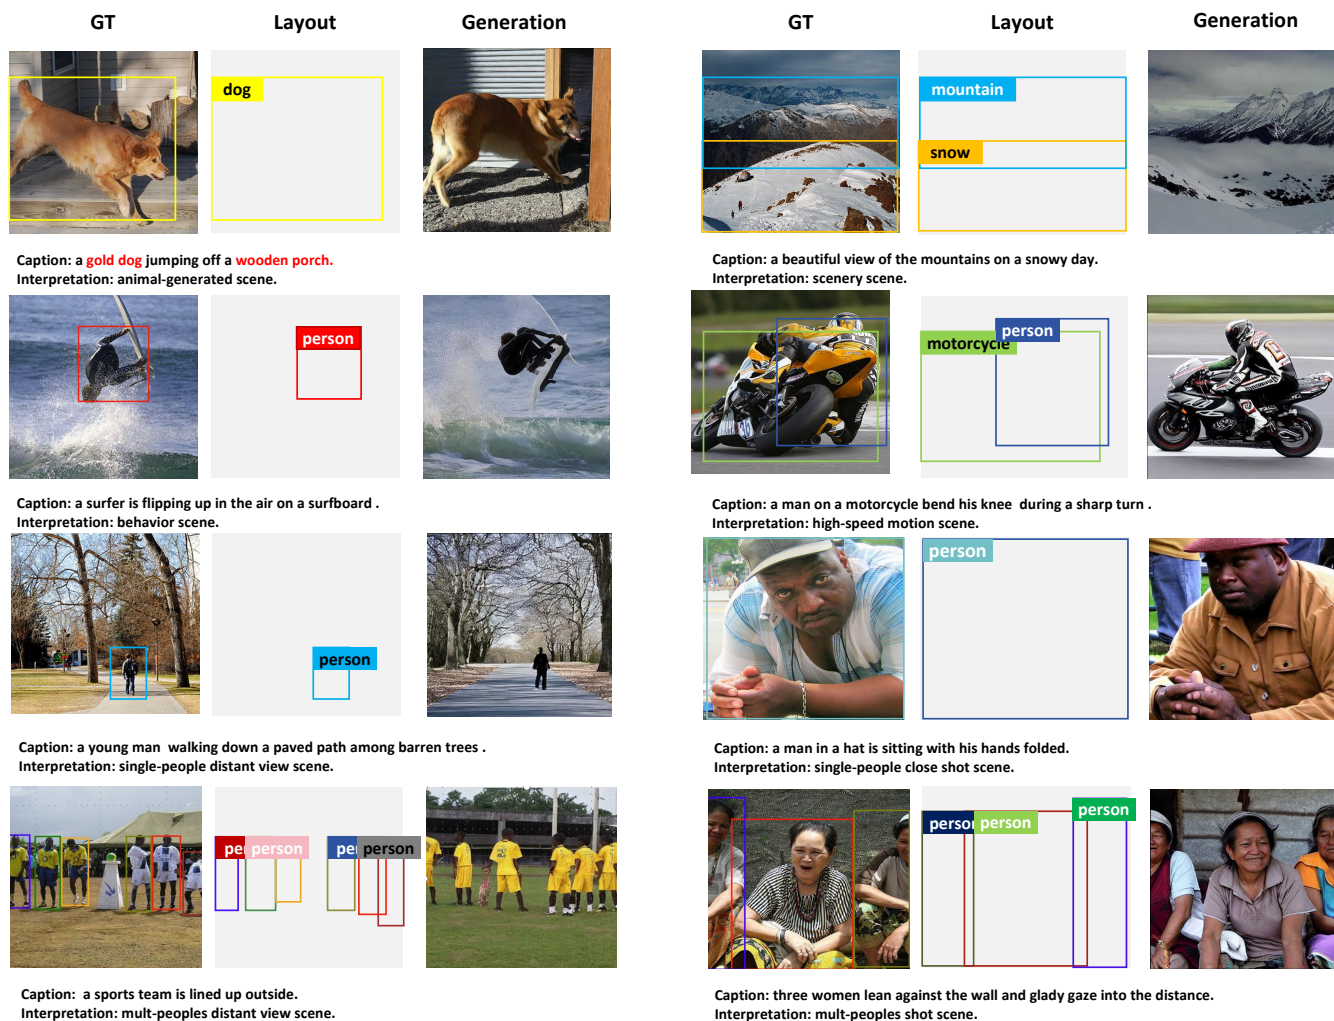 GT Layout Generation
GT Layout Generation
dog
mountain
snow
Caption: a gold dog jumping off a wooden porch.
Interpretation: animal-generated scene.
Caption: a beautiful view of the mountains on a snowy day.
Interpretation: scenery scene.
person
person
motorcycle
Caption: a surfer is flipping up in the air on a surfboard .
Interpretation: behavior scene.
Caption: a man on a motorcycle bend his knee during a sharp turn .
Interpretation: high-speed motion scene.
person
person
Caption: a young man walking down a paved path among barren trees .
Interpretation: single-people distant view scene.
Caption: a man in a hat is sitting with his hands folded.
Interpretation: single-people close shot scene.
per person pe person
person person person
Caption: a sports team is lined up outside.
Interpretation: mult-peoples distant view scene.
Caption: three women lean against the wall and glady gaze into the distance.
Interpretation: mult-peoples shot scene.